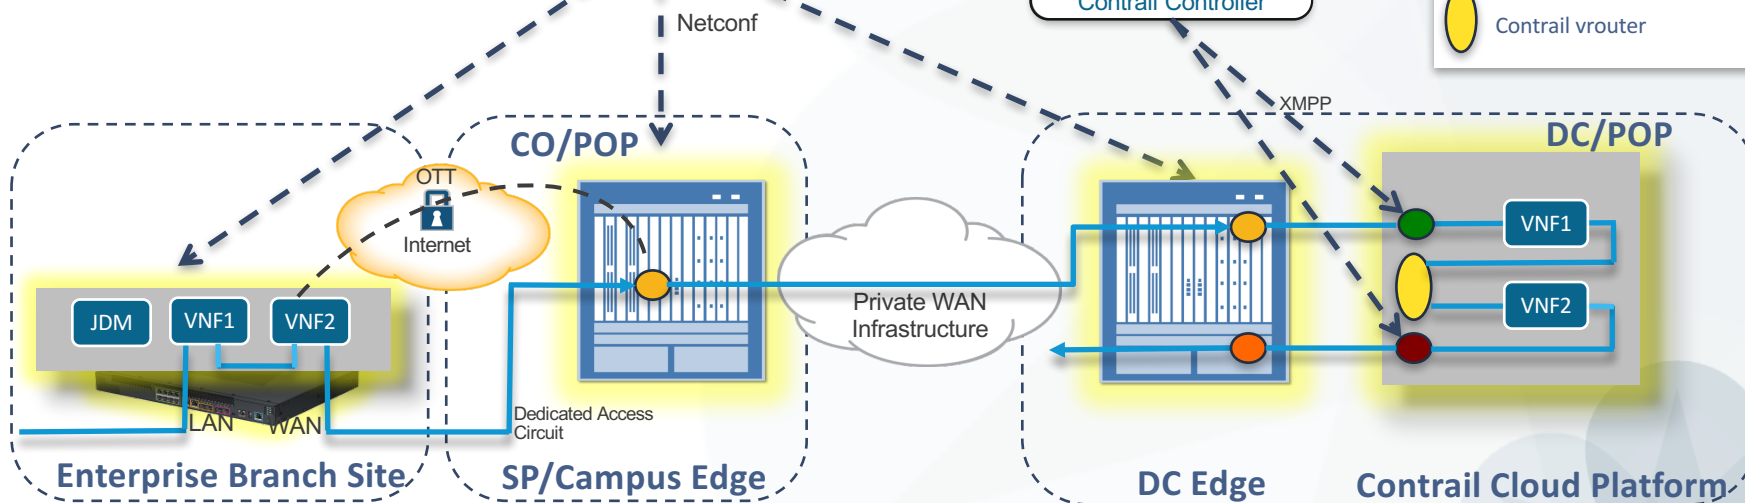 Contrail Controller
Netconf
Contrail vrouter
XMPP
CO/POP
DC/POP
OTT
Internet
JDM
VNF1
VNF2
VNF1
VNF2
Private WAN
Infrastructure
LAN
WAN
Dedicated Access
Circuit
Enterprise Branch Site
SP/Campus Edge
DC Edge
Contrail Cloud Platform